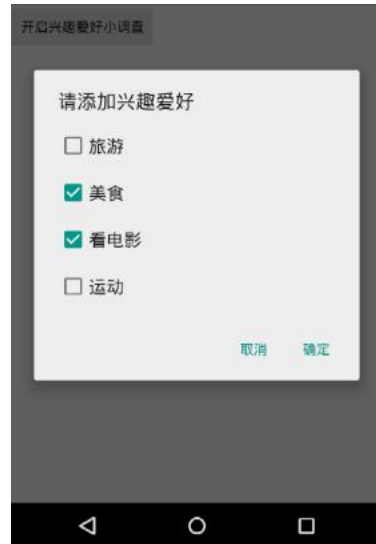 开启兴趣爱好小调查
请添加兴趣爱好
旅游
美食
看电影
运动
取消 确定